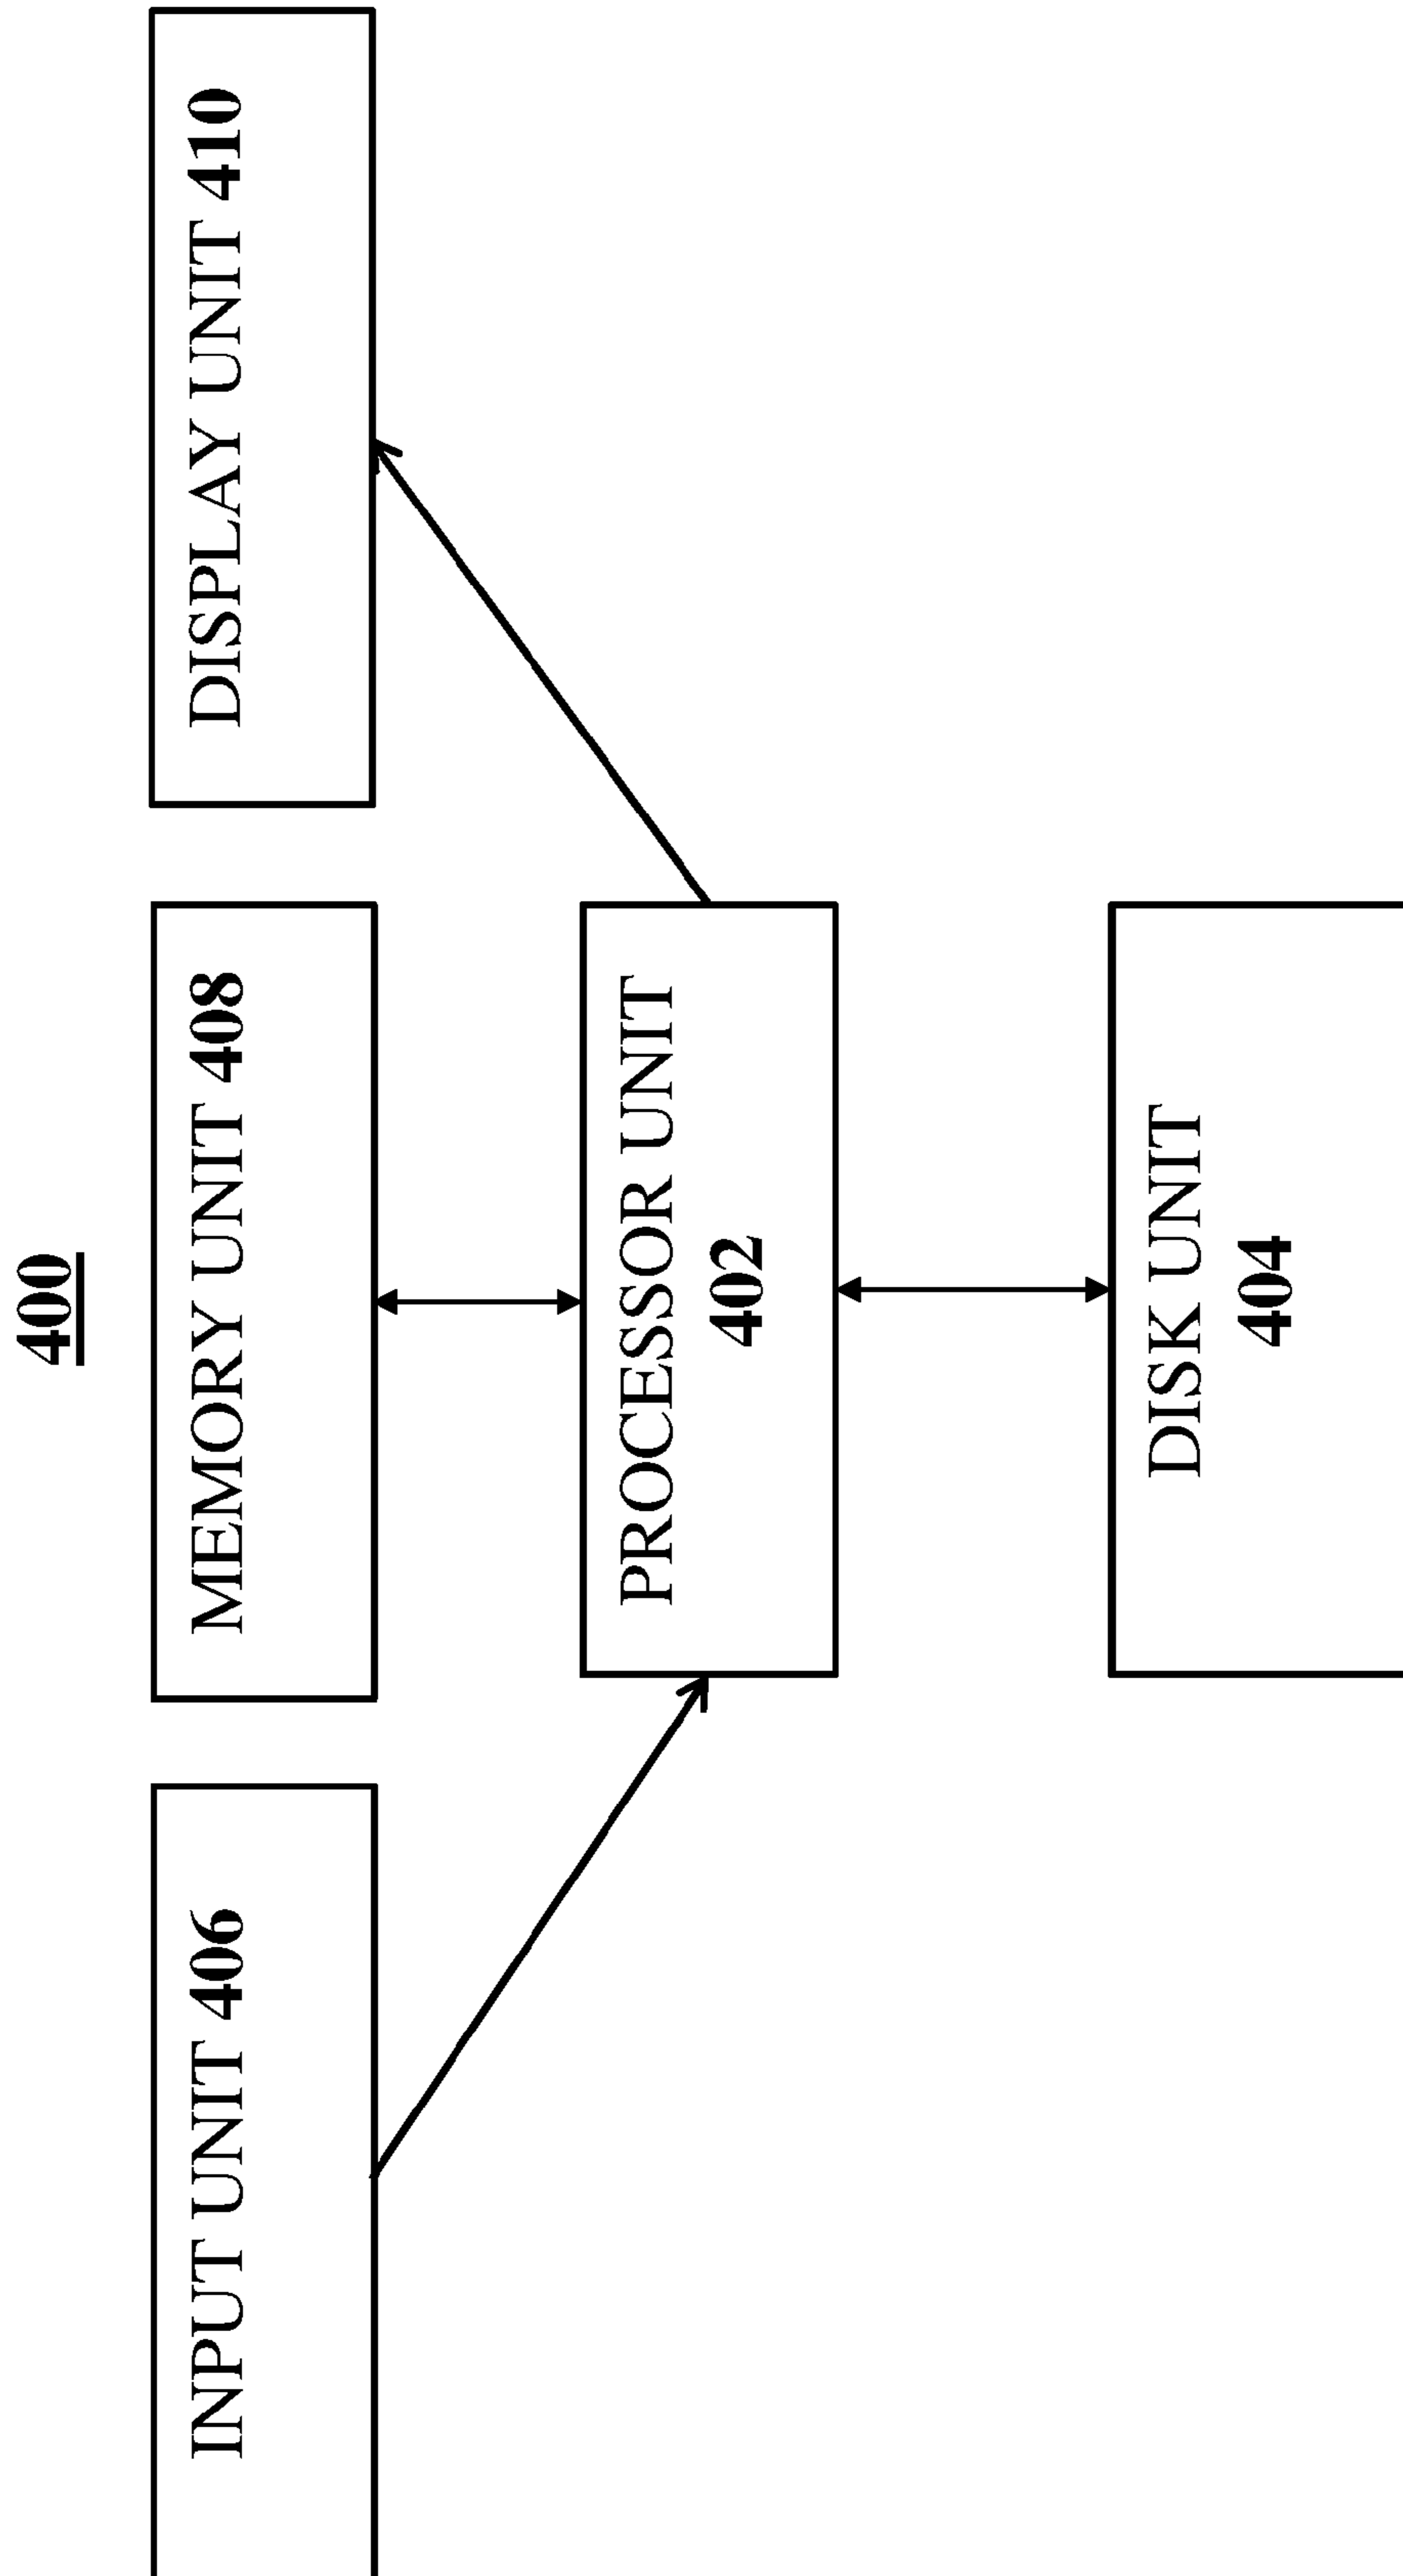 400
INPUT UNIT 406
MEMORY UNIT 408
DISPLAY UNIT 410
PROCESSOR UNIT
402
DISK UNIT
404